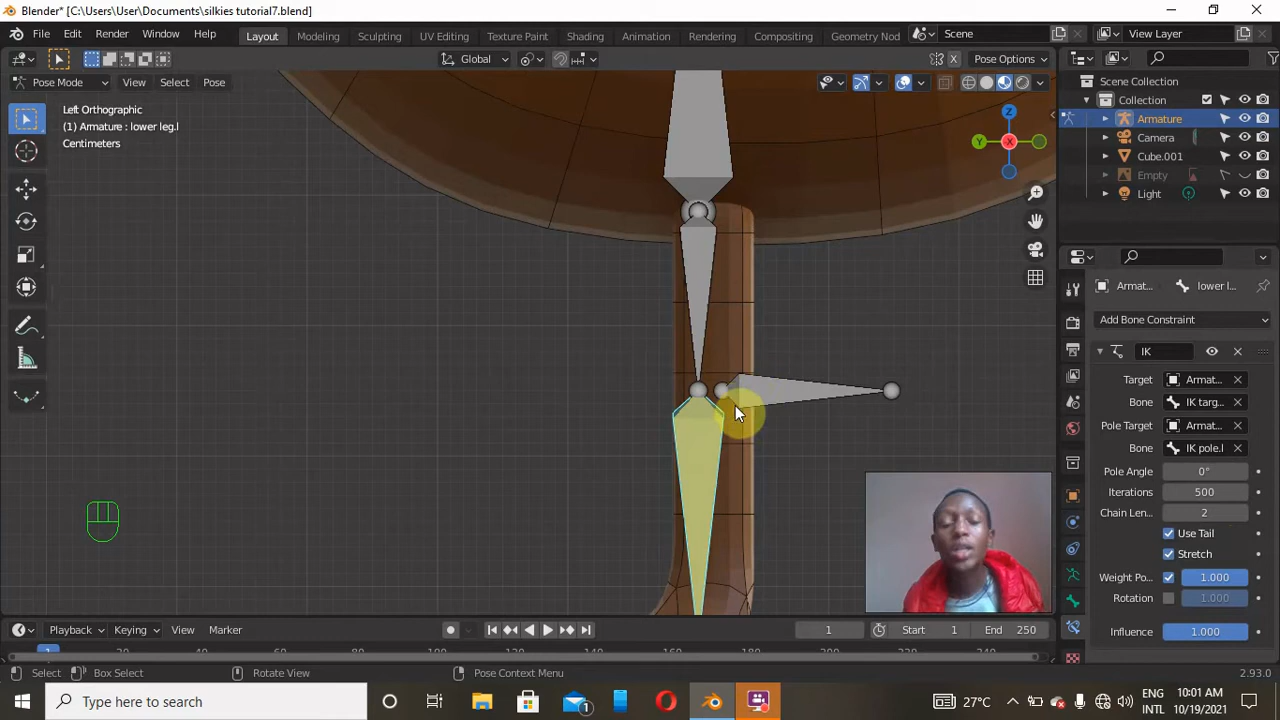 Blender* [C:\Users\User\Documents\silkies tutorial7.blend]
File Edit Render Window Help Layout Modeling Sculpting UV Editing Texture Paint Shading Animation Rendering Compositing Geometry Nod Scene View Layer
Global X Pose Options
Pose Mode View Select Pose
Left Orthographic
(1) Armature : lower leg.l
Centimeters
Z
Y X
Scene Collection
Collection
Armature
Camera
Cube.001
Empty
Light
Armat... lower l...
Add Bone Constraint
IK
Target Armat...
Bone IK targ...
Pole Target Armat...
Bone IK pole.l
Pole Angle 0°
Iterations 500
Chain Len... 2
Use Tail
Stretch
Weight Po... 1.000
Rotation 1.000
Influence 1.000
Playback Keying View Marker 1 Start 1 End 250
1
Select Box Select Rotate View Pose Context Menu 2.93.0
Type here to search 1 27°C ENG INTL 10:01 AM 10/19/2021